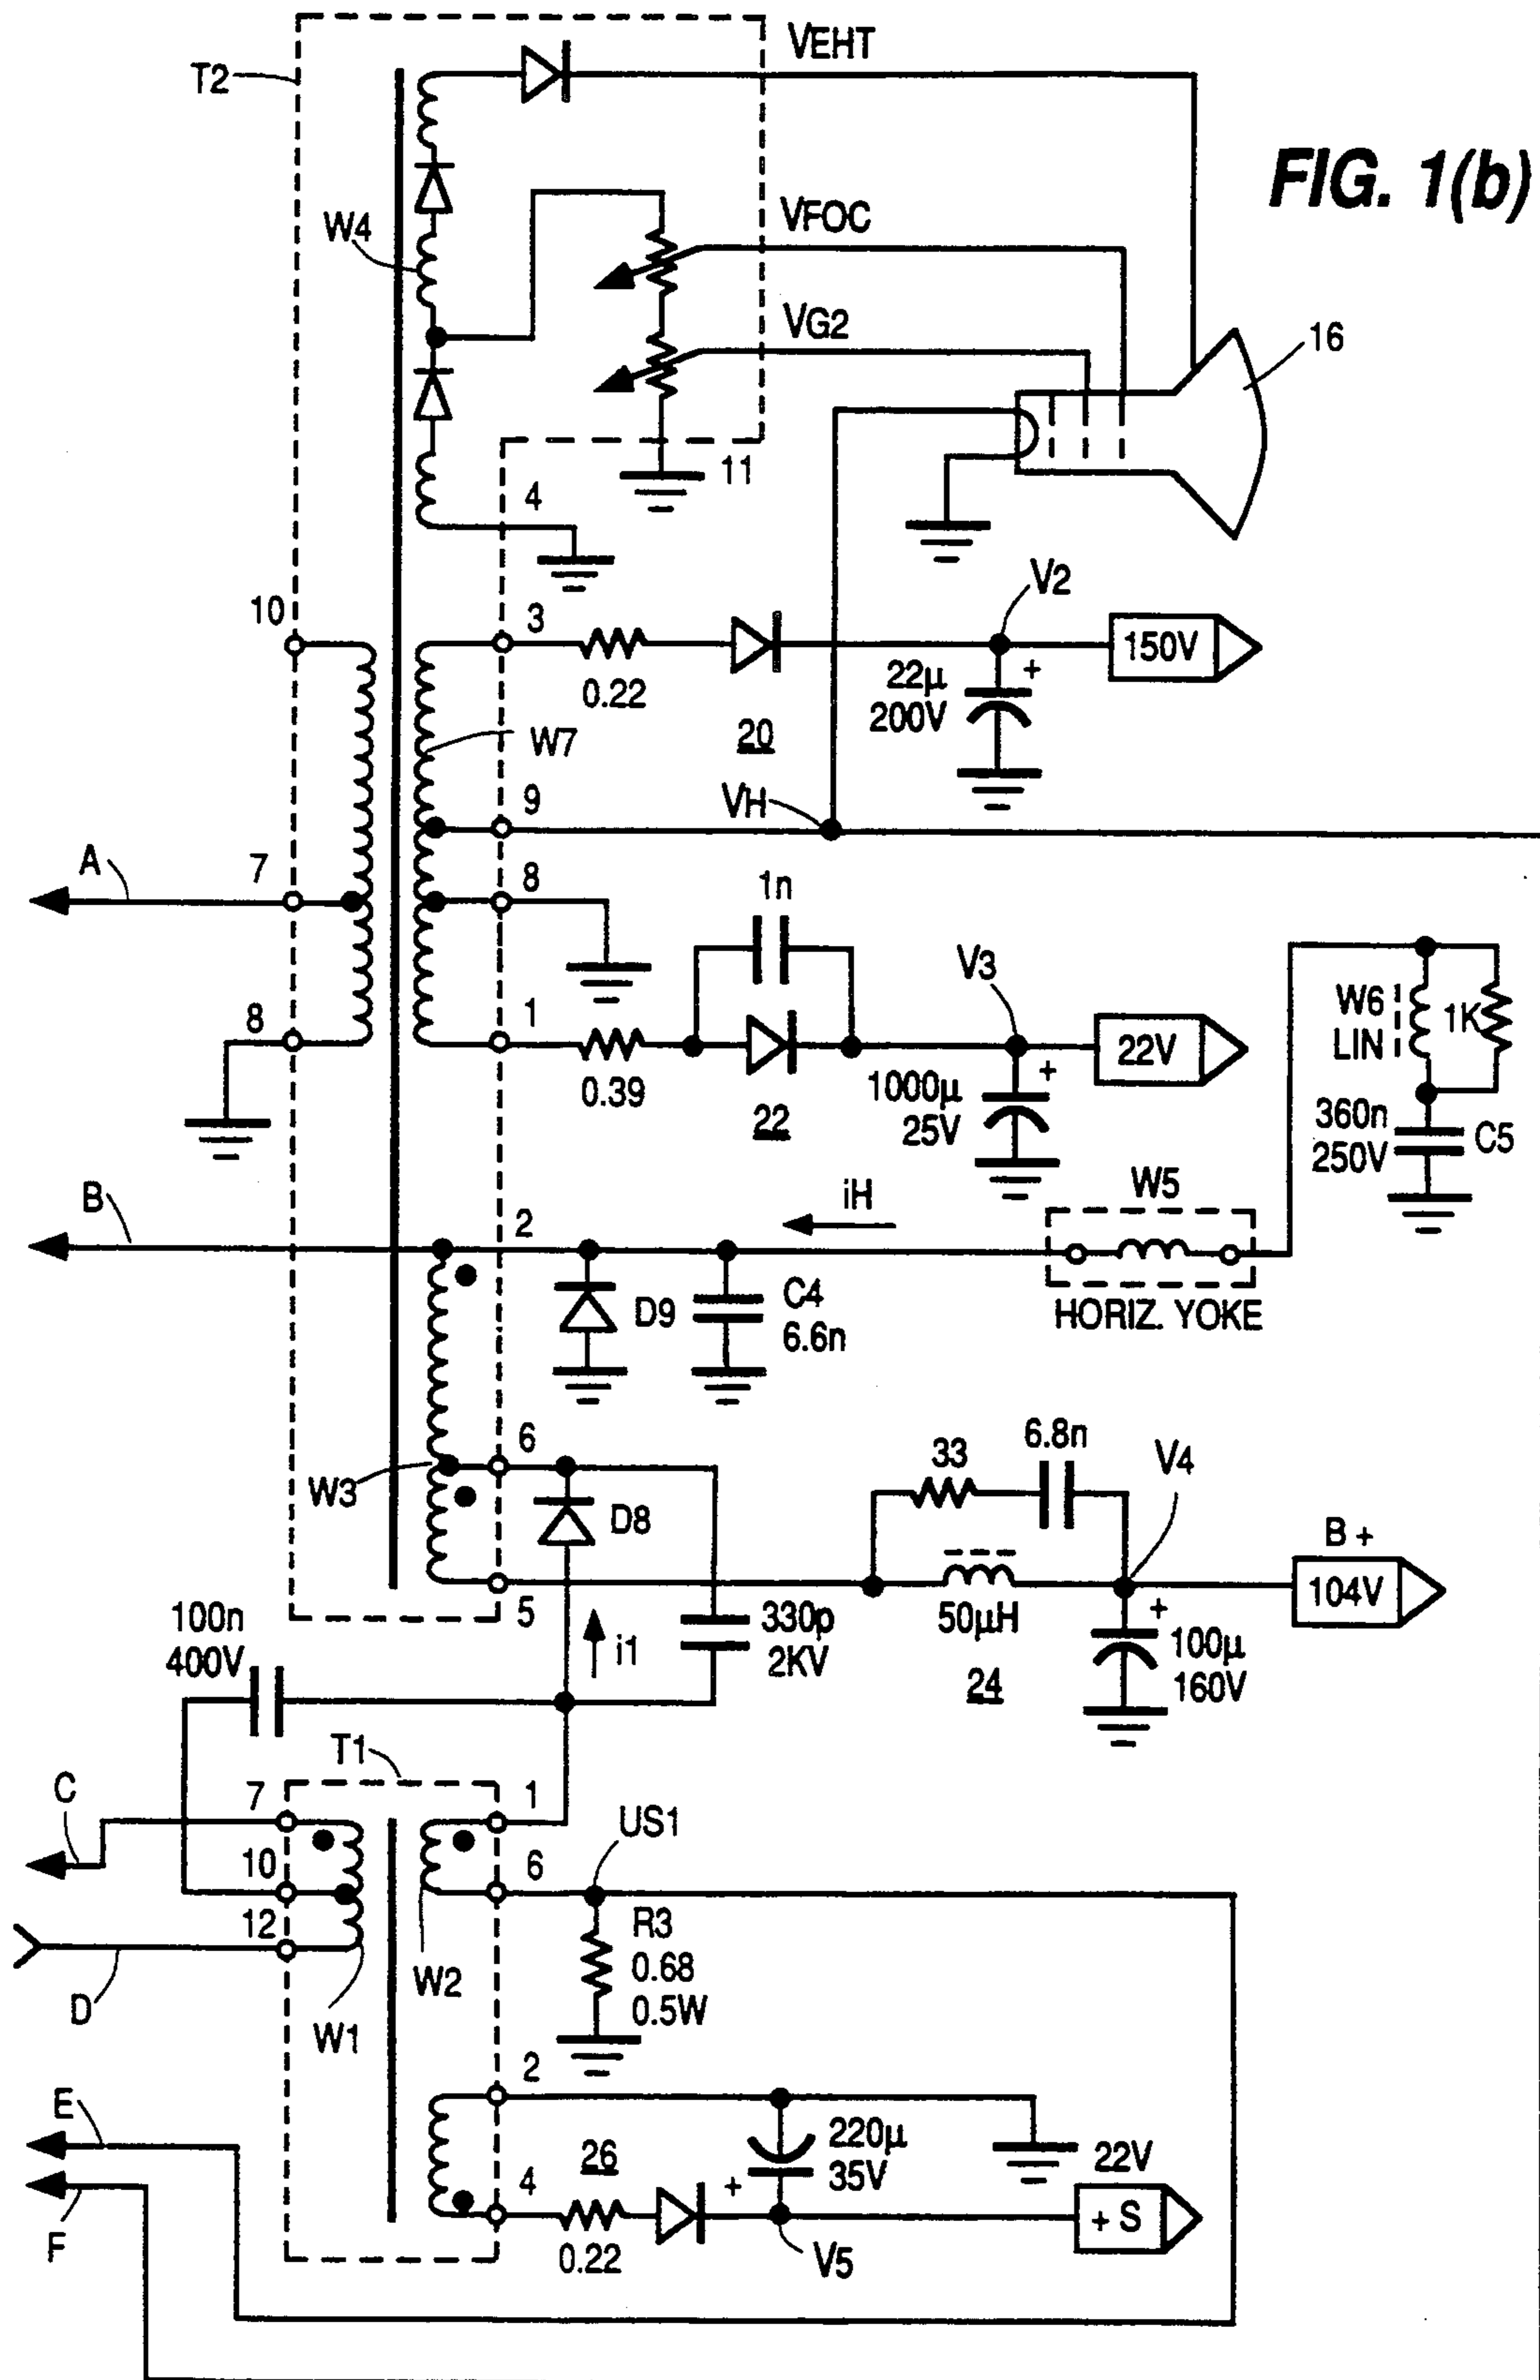 VEHT
T2
FIG. 1(b)
W4
VFOC
VG2
16
11
4
10
3
V2
150V
0.22
22μ
200V
W7
20
9
VH
A
7
8
1n
V3
W6
LIN
1K
8
1
22V
0.39
1000μ
25V
22
360n
250V
C5
B
2
iH
W5
D9
C4
6.6n
HORIZ. YOKE
6
33
6.8n
V4
W3
D8
B +
104V
5
50μH
100n
400V
i1
330p
2KV
24
100μ
160V
T1
C
7
1
US1
10
6
12
R3
0.68
0.5W
D
W1
W2
2
E
26
220μ
35V
22V
4
+ S
F
0.22
V5
+
+
+
+
+